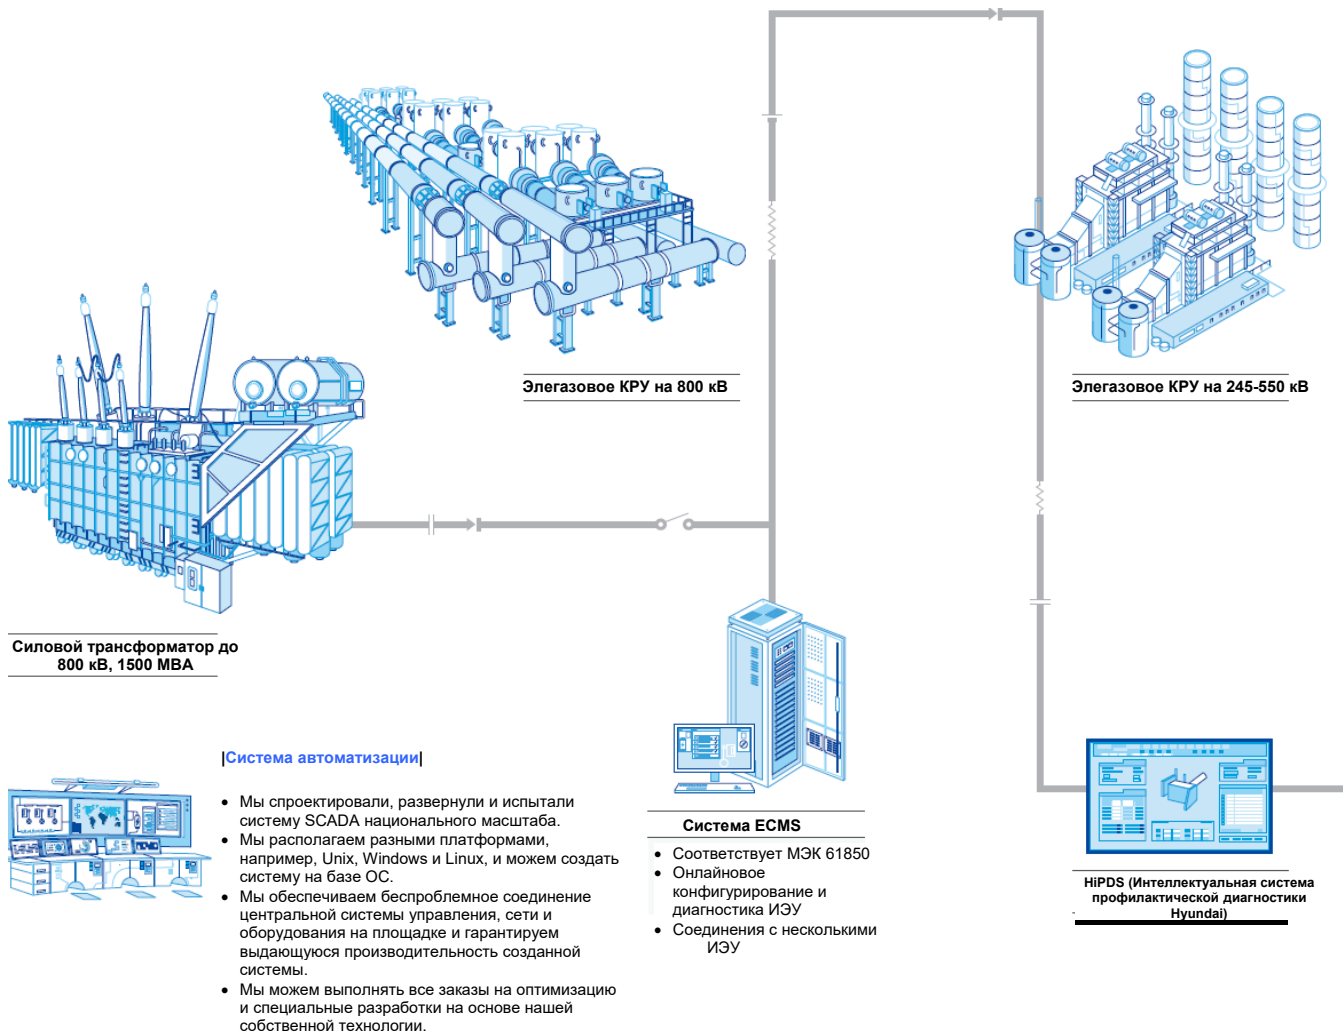 Элегазовое КРУ на 800 кВ
Элегазовое КРУ на 245-550 кВ
Силовой трансформатор до
800 кВ, 1500 МВА
|Система автоматизации|
• Мы спроектировали, развернули и испытали
систему SCADA национального масштаба.
• Мы располагаем разными платформами,
например, Unix, Windows и Linux, и можем создать
систему на базе ОС.
• Мы обеспечиваем беспроблемное соединение
центральной системы управления, сети и
оборудования на площадке и гарантируем
выдающуюся производительность созданной
системы.
• Мы можем выполнять все заказы на оптимизацию
и специальные разработки на основе нашей
собственной технологии.
Система ECMS
• Соответствует МЭК 61850
• Онлайновое
конфигурирование и
диагностика ИЭУ
• Соединения с несколькими
ИЭУ
HiPDS (Интеллектуальная система
профилактической диагностики
Hyundai)